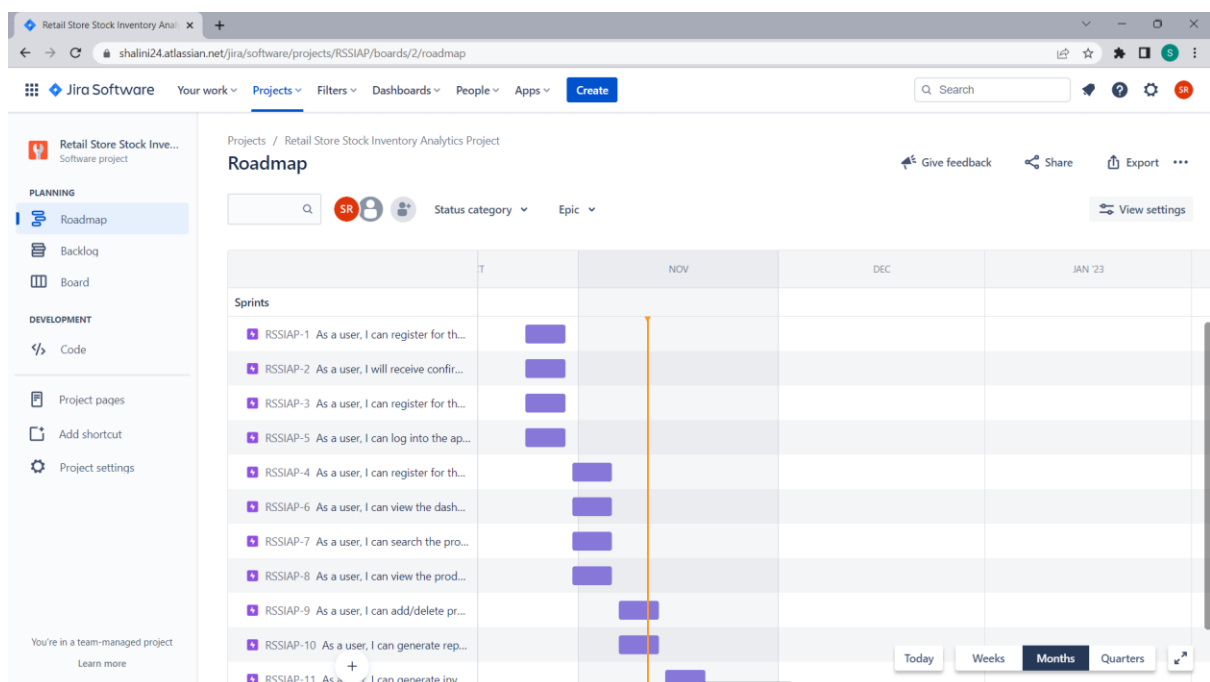 Retail Store Stock Inventory Anal
shalini24.atlassian.net/jira/software/projects/RSSIAP/boards/2/roadmap
S
Jira Software Your work Projects Filters Dashboards People Apps Create Search SR
Retail Store Stock Inve...
Software project
PLANNING
Roadmap
Backlog
Board
DEVELOPMENT
Code
Project pages
Add shortcut
Project settings
You're in a team-managed project
Learn more
Projects / Retail Store Stock Inventory Analytics Project
Roadmap
Give feedback Share Export
SR Status category Epic View settings
CT NOV DEC JAN '23
Sprints
RSSIAP-1 As a user, I can register for th...
RSSIAP-2 As a user, I will receive confir...
RSSIAP-3 As a user, I can register for th...
RSSIAP-5 As a user, I can log into the ap...
RSSIAP-4 As a user, I can register for th...
RSSIAP-6 As a user, I can view the dash...
RSSIAP-7 As a user, I can search the pro...
RSSIAP-8 As a user, I can view the prod...
RSSIAP-9 As a user, I can add/delete pr...
RSSIAP-10 As a user, I can generate rep...
RSSIAP-11 As I can generate inv
Today Weeks Months Quarters